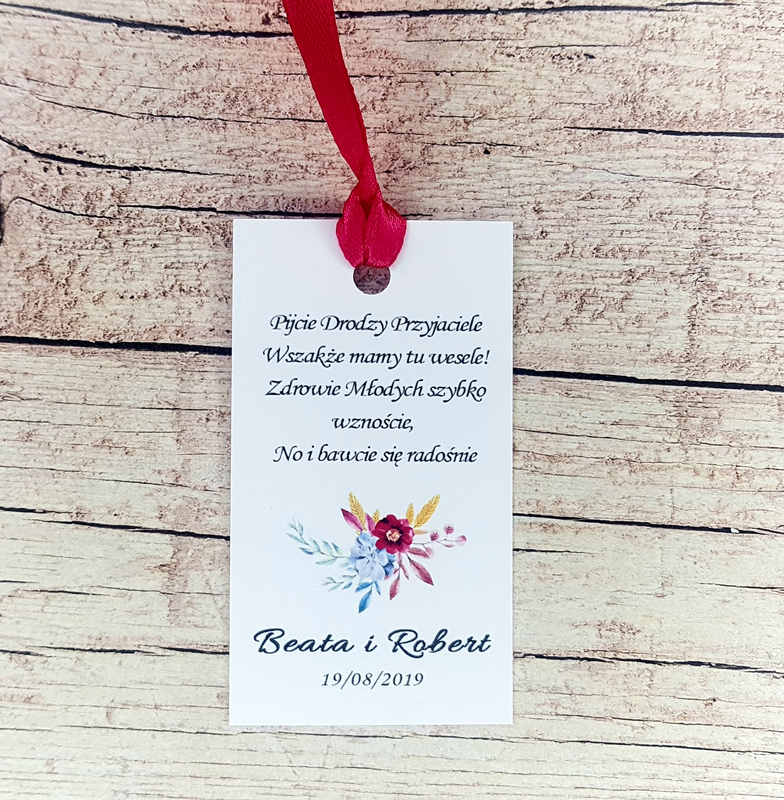 Pijcie Drodzy Przyjaciele
Wszakże mamy tu wesele!
Zdrowie Młodych szybko
wznoście,
No i bawcie się radośnie
Beata i Robert
19/08/2019